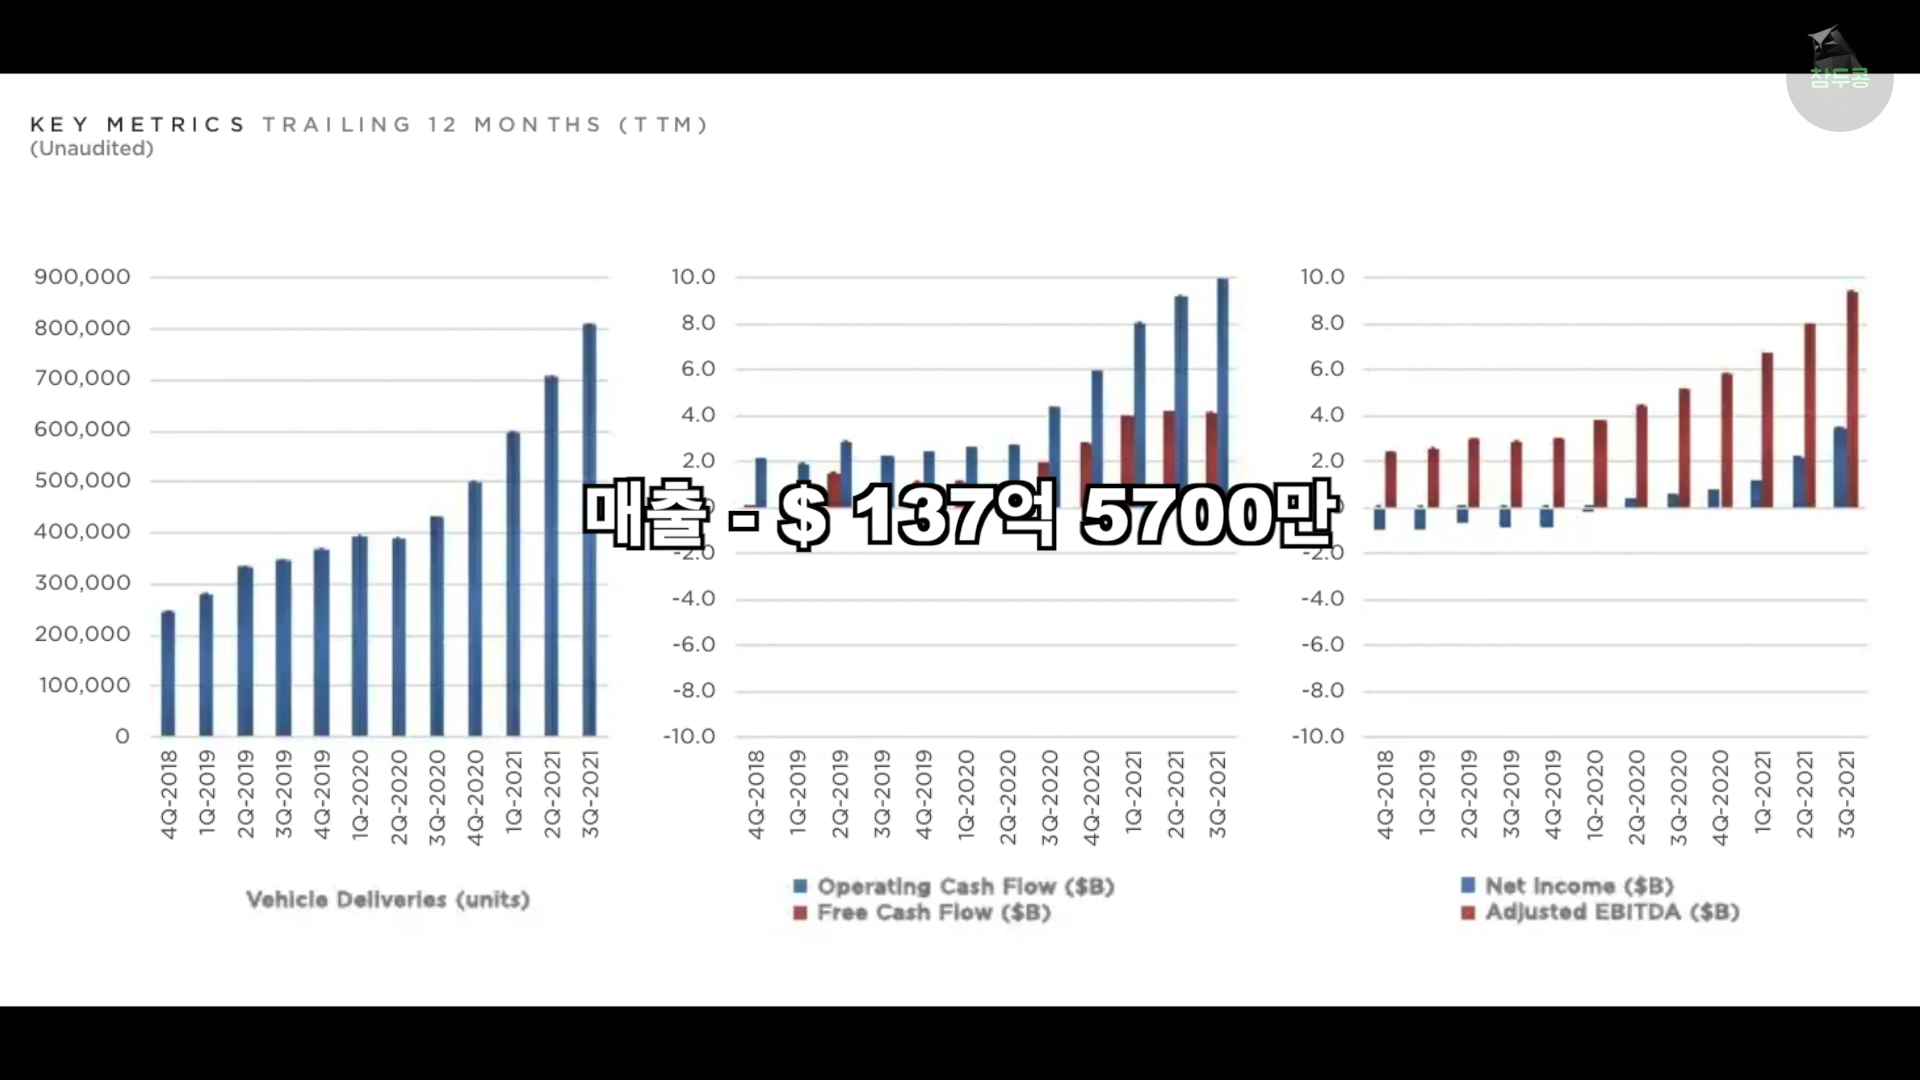 참두콩
KEY METRICS TRAILING 12 MONTHS (TTM)
(Unaudited)
900,000
800,000
700,000
600,000
500,000
400,000
300,000
200,000
100,000
0
4Q-2018
1Q-2019
2Q-2019
3Q-2019
4Q-2019
1Q-2020
2Q-2020
3Q-2020
4Q-2020
1Q-2021
2Q-2021
3Q-2021
Vehicle Deliveries (units)
10.0
8.0
6.0
4.0
2.0
-2.0
-4.0
-6.0
-8.0
-10.0
4Q-2018
1Q-2019
2Q-2019
3Q-2019
4Q-2019
1Q-2020
2Q-2020
3Q-2020
4Q-2020
1Q-2021
2Q-2021
3Q-2021
Operating Cash Flow ($B)
Free Cash Flow ($B)
매출 - $ 137억 5700만
10.0
8.0
6.0
4.0
2.0
-2.0
-4.0
-6.0
-8.0
-10.0
4Q-2018
1Q-2019
2Q-2019
3Q-2019
4Q-2019
1Q-2020
2Q-2020
3Q-2020
4Q-2020
1Q-2021
2Q-2021
3Q-2021
Net Income ($B)
Adjusted EBITDA ($B)